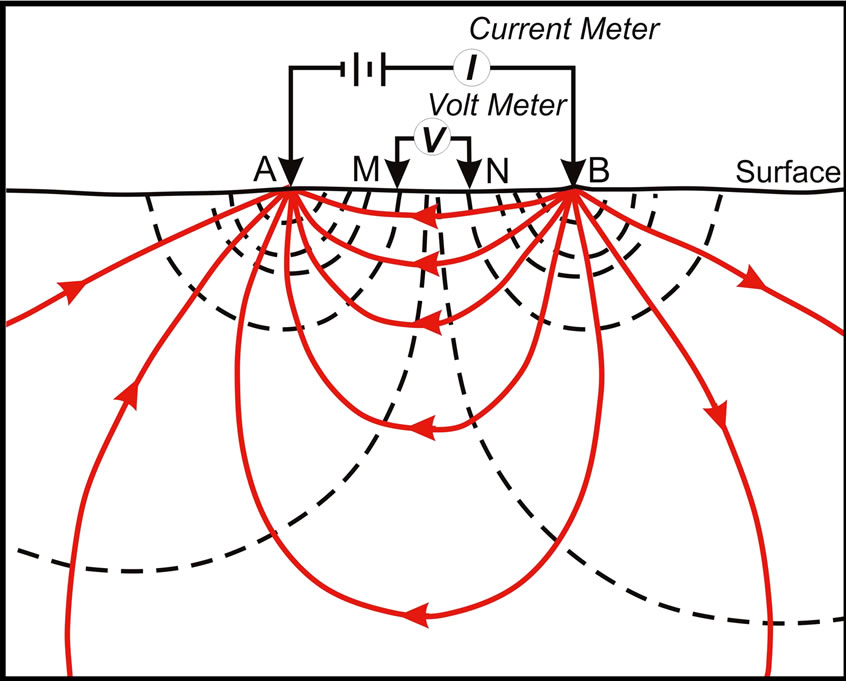 Current Meter
I
Volt Meter
V
A M N B
Surface